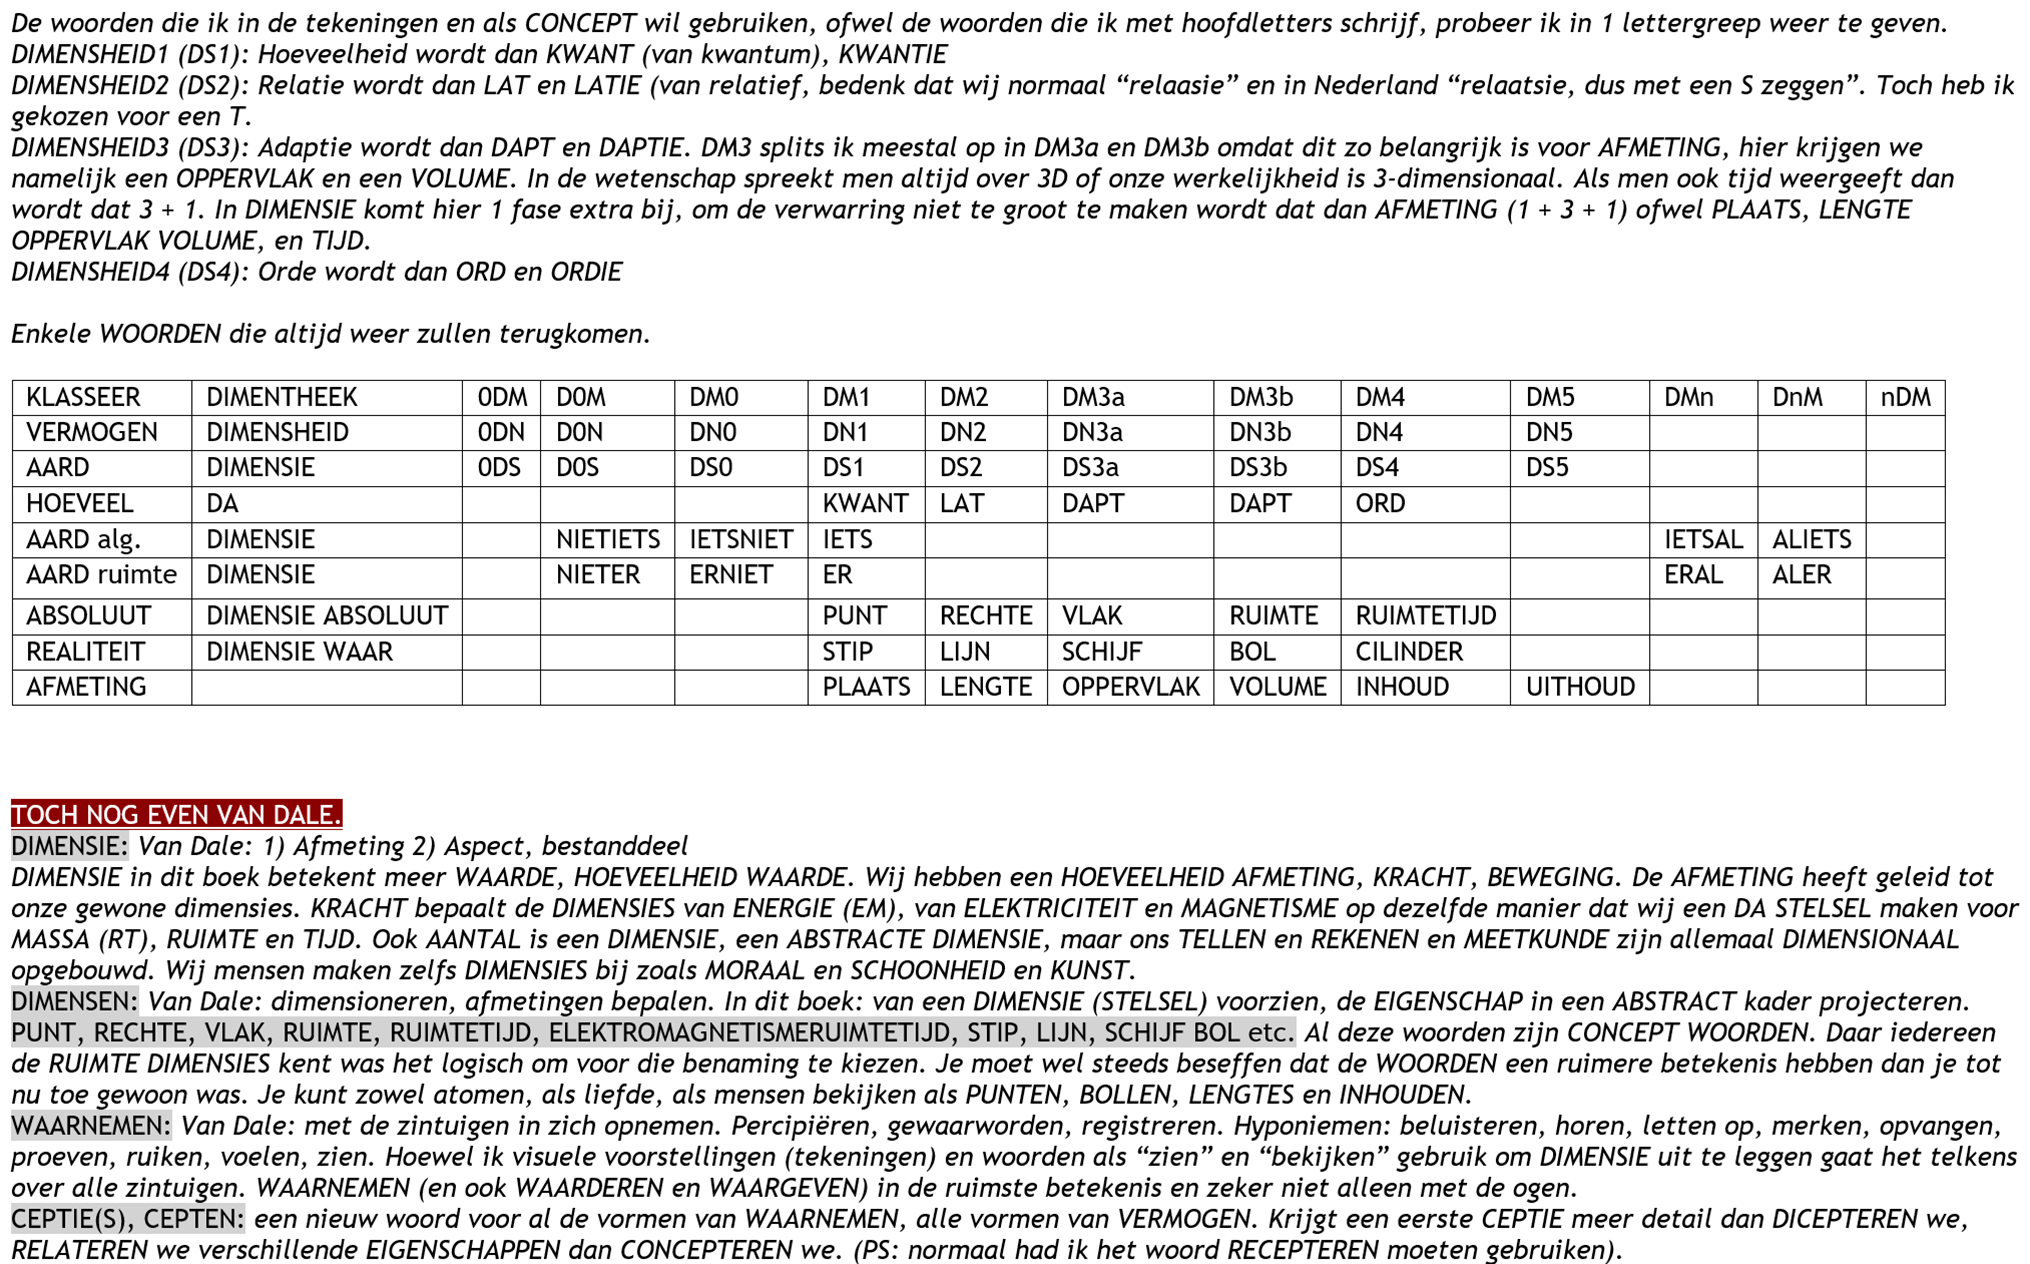 De woorden die ik in de tekeningen en als CONCEPT wil gebruiken, ofwel de woorden die ik met hoofdletters schrijf, probeer ik in 1 lettergreep weer te geven.
DIMENSHEID1 (DS1): Hoeveelheid wordt dan KWANT (van kwantum), KWANTIE
DIMENSHEID2 (DS2): Relatie wordt dan LAT en LATIE (van relatief, bedenk dat wij normaal “relaasie” en in Nederland “relaatsie, dus met een S zeggen”. Toch heb ik
gekozen voor een T.
DIMENSHEID3 (DS3): Adaptie wordt dan DAPT en DAPTIE. DM3 splits ik meestal op in DM3a en DM3b omdat dit zo belangrijk is voor AFMETING, hier krijgen we
namelijk een OPPERVLAK en een VOLUME. In de wetenschap spreekt men altijd over 3D of onze werkelijkheid is 3-dimensionaal. Als men ook tijd weergeeft dan
wordt dat 3 + 1. In DIMENSIE komt hier 1 fase extra bij, om de verwarring niet te groot te maken wordt dat dan AFMETING (1 + 3 + 1) ofwel PLAATS, LENGTE
OPPERVLAK VOLUME, en TIJD.
DIMENSHEID4 (DS4): Orde wordt dan ORD en ORDIE
Enkele WOORDEN die altijd weer zullen terugkomen.
KLASSEER DIMENTHEEK 0DM D0M DM0 DM1 DM2 DM3a DM3b DM4 DM5 DMn DnM nDM
VERMOGEN DIMENSHEID 0DN D0N DN0 DN1 DN2 DN3a DN3b DN4 DN5
AARD DIMENSIE 0DS D0S DS0 DS1 DS2 DS3a DS3b DS4 DS5
HOEVEEL DA KWANT LAT DAPT DAPT ORD
AARD alg. DIMENSIE NIETIETS IETSNIET IETS IETSAL ALIETS
AARD ruimte DIMENSIE NIETER ERNIET ER ERAL ALER
ABSOLUUT DIMENSIE ABSOLUUT PUNT RECHTE VLAK RUIMTE RUIMTETIJD
REALITEIT DIMENSIE WAAR STIP LIJN SCHIJF BOL CILINDER
AFMETING PLAATS LENGTE OPPERVLAK VOLUME INHOUD UITHOUD
TOCH NOG EVEN VAN DALE.
DIMENSIE: Van Dale: 1) Afmeting 2) Aspect, bestanddeel
DIMENSIE in dit boek betekent meer WAARDE, HOEVEELHEID WAARDE. Wij hebben een HOEVEELHEID AFMETING, KRACHT, BEWEGING. De AFMETING heeft geleid tot
onze gewone dimensies. KRACHT bepaalt de DIMENSIES van ENERGIE (EM), van ELEKTRICITEIT en MAGNETISME op dezelfde manier dat wij een DA STELSEL maken voor
MASSA (RT), RUIMTE en TIJD. Ook AANTAL is een DIMENSIE, een ABSTRACTE DIMENSIE, maar ons TELLEN en REKENEN en MEETKUNDE zijn allemaal DIMENSIONAAL
opgebouwd. Wij mensen maken zelfs DIMENSIES bij zoals MORAAL en SCHOONHEID en KUNST.
DIMENSEN: Van Dale: dimensioneren, afmetingen bepalen. In dit boek: van een DIMENSIE (STELSEL) voorzien, de EIGENSCHAP in een ABSTRACT kader projecteren.
PUNT, RECHTE, VLAK, RUIMTE, RUIMTETIJD, ELEKTROMAGNETISMERUIMTETIJD, STIP, LIJN, SCHIJF BOL etc. Al deze woorden zijn CONCEPT WOORDEN. Daar iedereen
de RUIMTE DIMENSIES kent was het logisch om voor die benaming te kiezen. Je moet wel steeds beseffen dat de WOORDEN een ruimere betekenis hebben dan je tot
nu toe gewoon was. Je kunt zowel atomen, als liefde, als mensen bekijken als PUNTEN, BOLLEN, LENGTES en INHOUDEN.
WAARNEMEN: Van Dale: met de zintuigen in zich opnemen. Percipiëren, gewaarworden, registreren. Hyponiemen: beluisteren, horen, letten op, merken, opvangen,
proeven, ruiken, voelen, zien. Hoewel ik visuele voorstellingen (tekeningen) en woorden als “zien” en “bekijken” gebruik om DIMENSIE uit te leggen gaat het telkens
over alle zintuigen. WAARNEMEN (en ook WAARDEREN en WAARGEVEN) in de ruimste betekenis en zeker niet alleen met de ogen.
CEPTIE(S), CEPTEN: een nieuw woord voor al de vormen van WAARNEMEN, alle vormen van VERMOGEN. Krijgt een eerste CEPTIE meer detail dan DICEPTEREN we,
RELATEREN we verschillende EIGENSCHAPPEN dan CONCEPTEREN we. (PS: normaal had ik het woord RECEPTEREN moeten gebruiken).